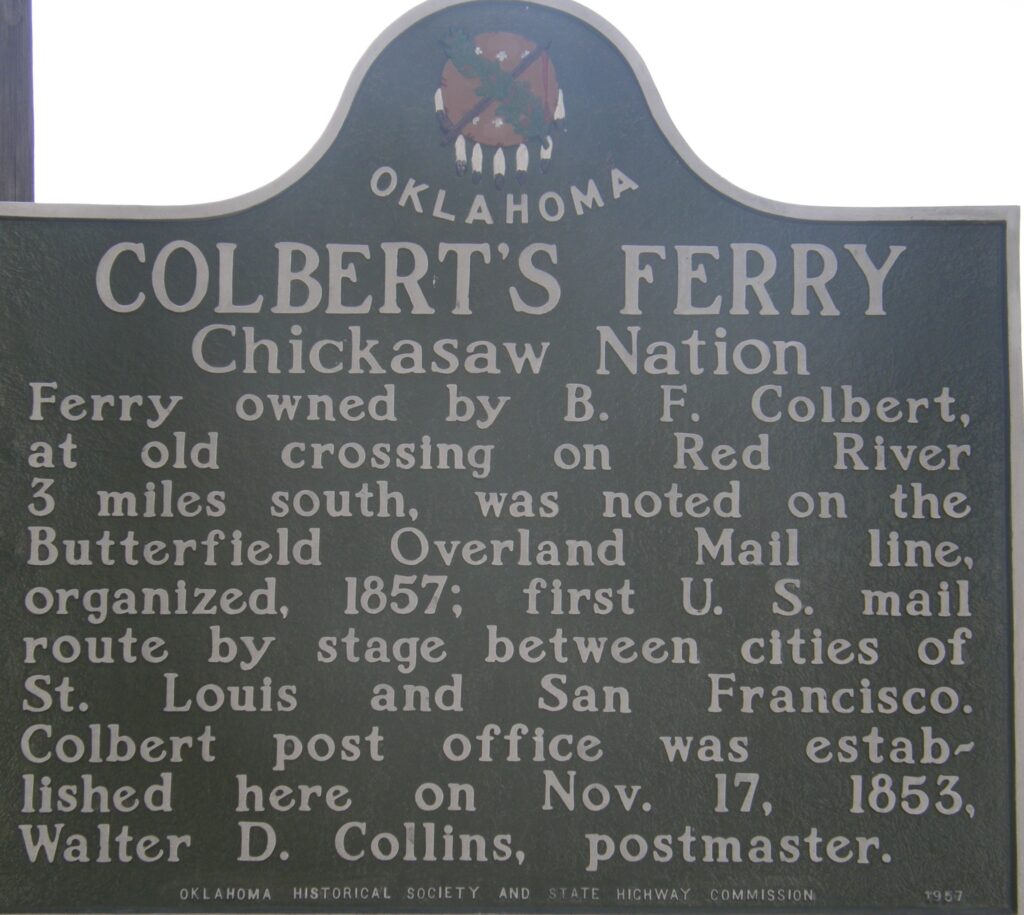 OKLAHOMA
COLBERT'S FERRY
Chickasaw Nation
Ferry owned by B. F. Colbert,
at old crossing on Red River
3 miles south, was noted on the
Butterfield Overland Mail line,
organized, 1857; first U. S. mail
route by stage between cities of
St. Louis and San Francisco.
Colbert post office was estab-
lished here on Nov. 17, 1853,
Walter D. Collins, postmaster.
OKLAHOMA HISTORICAL SOCIETY AND STATE HIGHWAY COMMISSION 1957